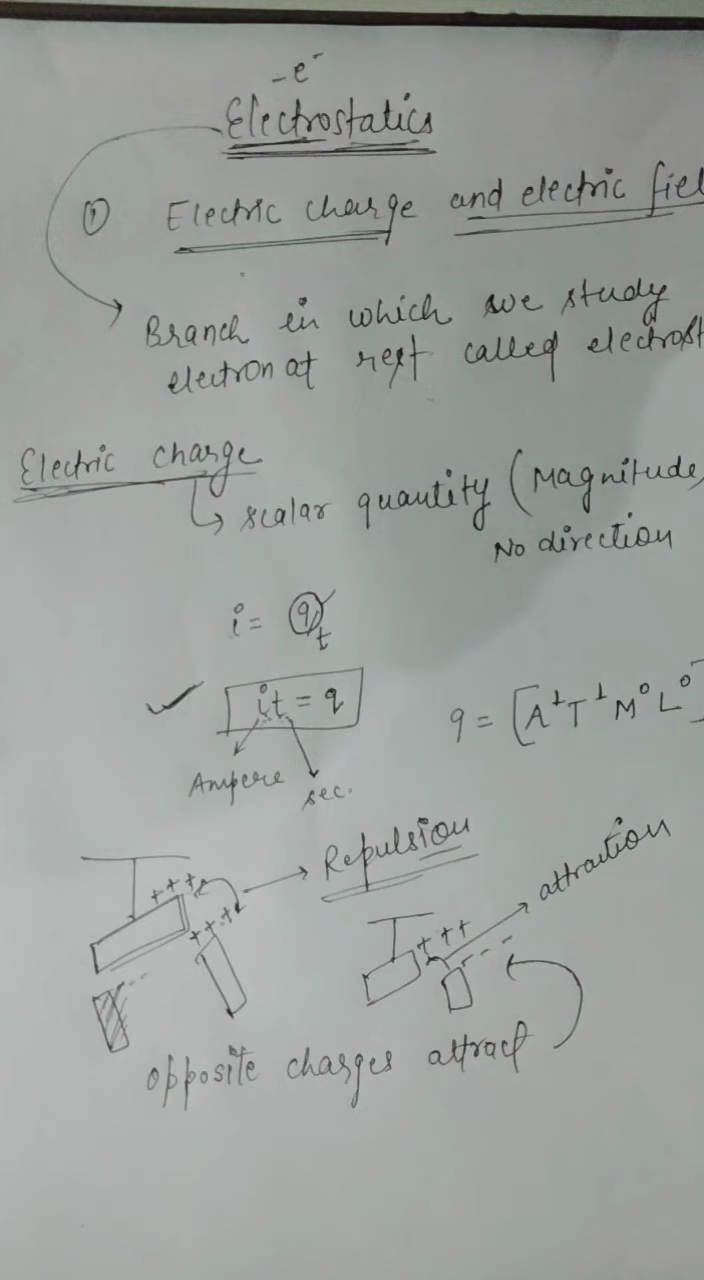 -e⁻
Electrostatics
① Electric charge and electric fiel
Branch in which we study
electron at rest called electrost
Electric charge
scalar quantity (Magnitude,
No direction
i = q/t
it = q
q = [A¹T¹M⁰L⁰]
Ampere
sec.
Repulsion
+++
+++
--
attraction
+++
---
opposite charges attract